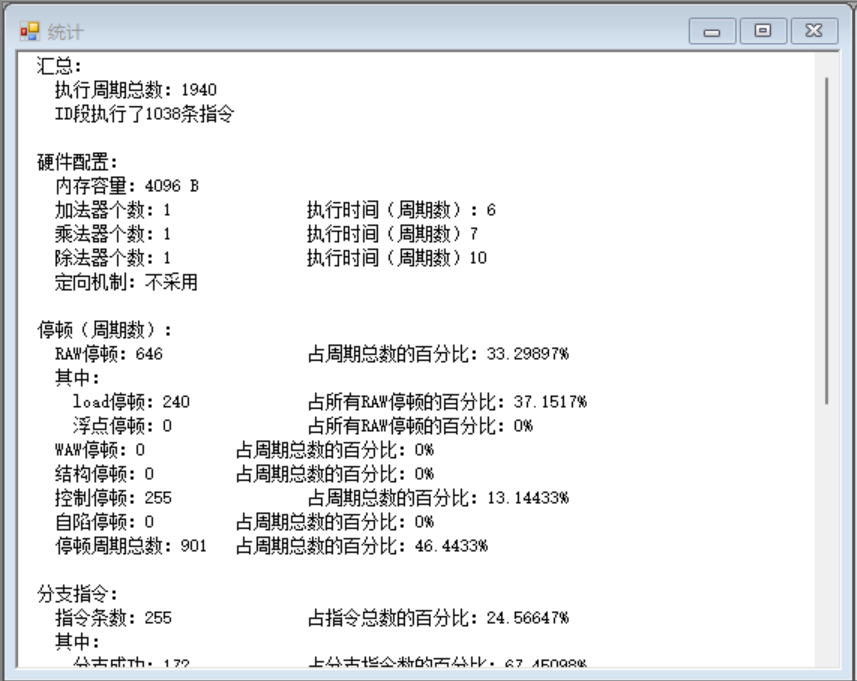 统计
汇总:
执行周期总数: 1940
ID段执行了1038条指令
硬件配置:
内存容量: 4096 B
加法器个数: 1 执行时间（周期数）: 6
乘法器个数: 1 执行时间（周期数）7
除法器个数: 1 执行时间（周期数）10
定向机制: 不采用
停顿（周期数）:
RAW停顿: 646 占周期总数的百分比: 33.29897%
其中:
load停顿: 240 占所有RAW停顿的百分比: 37.1517%
浮点停顿: 0 占所有RAW停顿的百分比: 0%
WAW停顿: 0 占周期总数的百分比: 0%
结构停顿: 0 占周期总数的百分比: 0%
控制停顿: 255 占周期总数的百分比: 13.14433%
自陷停顿: 0 占周期总数的百分比: 0%
停顿周期总数: 901 占周期总数的百分比: 46.4433%
分支指令:
指令条数: 255 占指令总数的百分比: 24.56647%
其中:
分支成功: 172 占分支指令数的百分比: 67.45098%